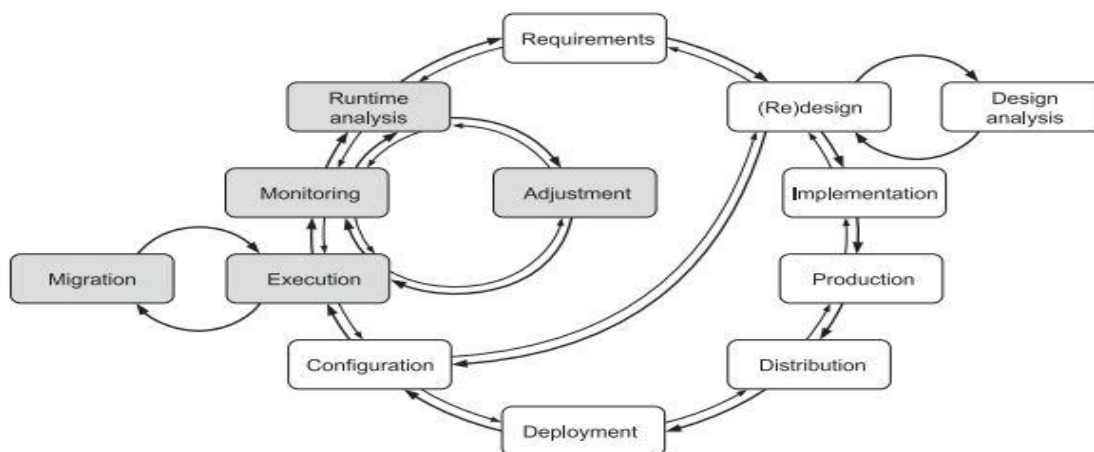 Requirements
Runtime
analysis
(Re)design
Design
analysis
Monitoring
Adjustment
Implementation
Migration
Execution
Production
Configuration
Distribution
Deployment